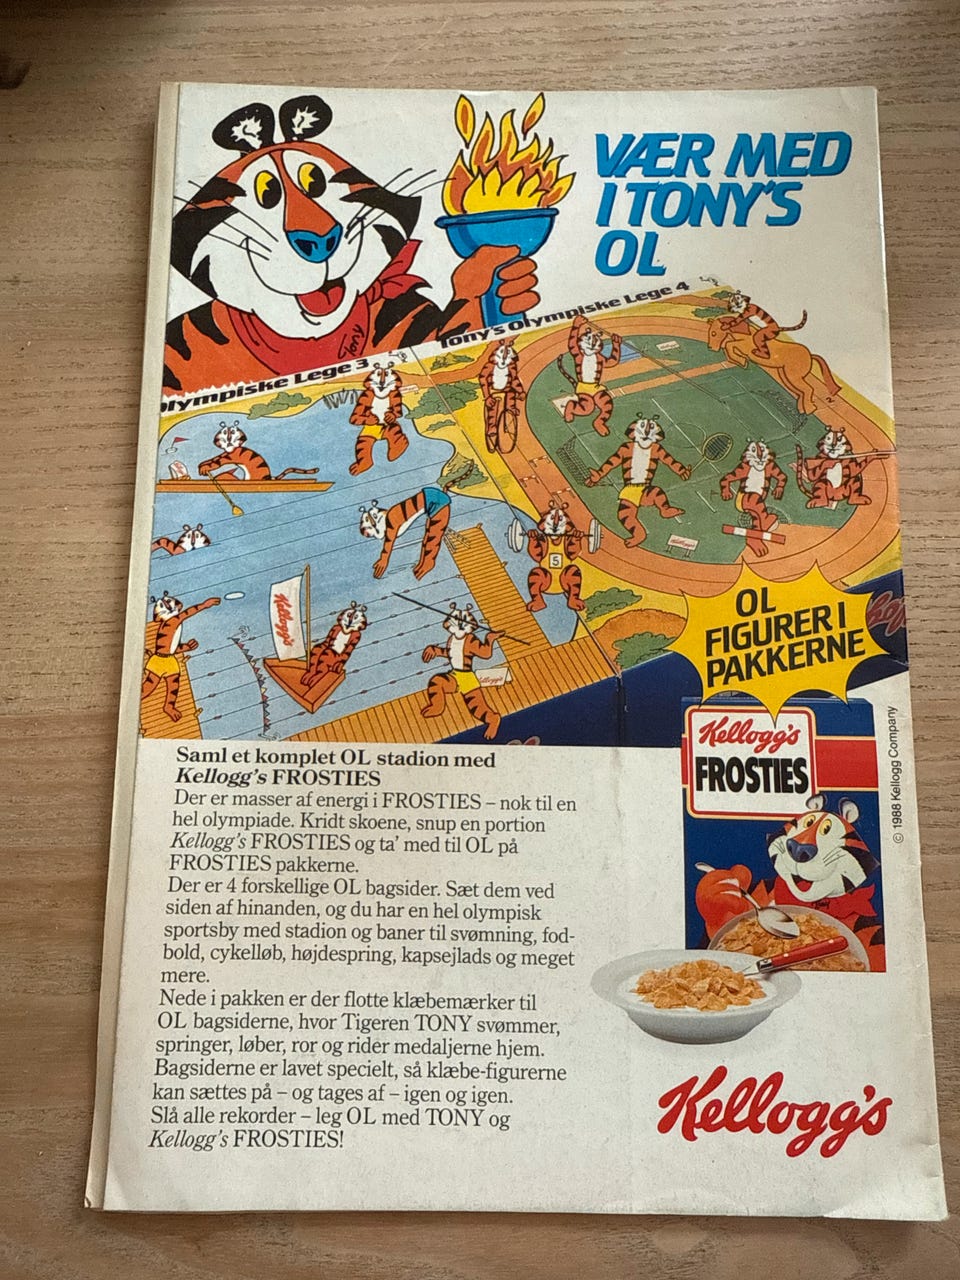 VÆR MED
I TONY'S
OL
Tony
lympiske Lege 3
Tony's Olympiske Lege 4
2
5
Kellogg's
Kellogg's
OL
FIGURER I
PAKKERNE
Kellogg's
FROSTIES
© 1988 Kellogg Company
Saml et komplet OL stadion med
Kellogg's FROSTIES
Der er masser af energi i FROSTIES – nok til en
hel olympiade. Kridt skoene, snup en portion
Kellogg's FROSTIES og ta' med til OL på
FROSTIES pakkerne.
Der er 4 forskellige OL bagsider. Sæt dem ved
siden af hinanden, og du har en hel olympisk
sportsby med stadion og baner til svømning, fod-
bold, cykelløb, højdespring, kapsejlads og meget
mere.
Nede i pakken er der flotte klæbemærker til
OL bagsiderne, hvor Tigeren TONY svømmer,
springer, løber, ror og rider medaljerne hjem.
Bagsiderne er lavet specielt, så klæbe-figurerne
kan sættes på – og tages af – igen og igen.
Slå alle rekorder – leg OL med TONY og
Kellogg's FROSTIES!
Kellogg's